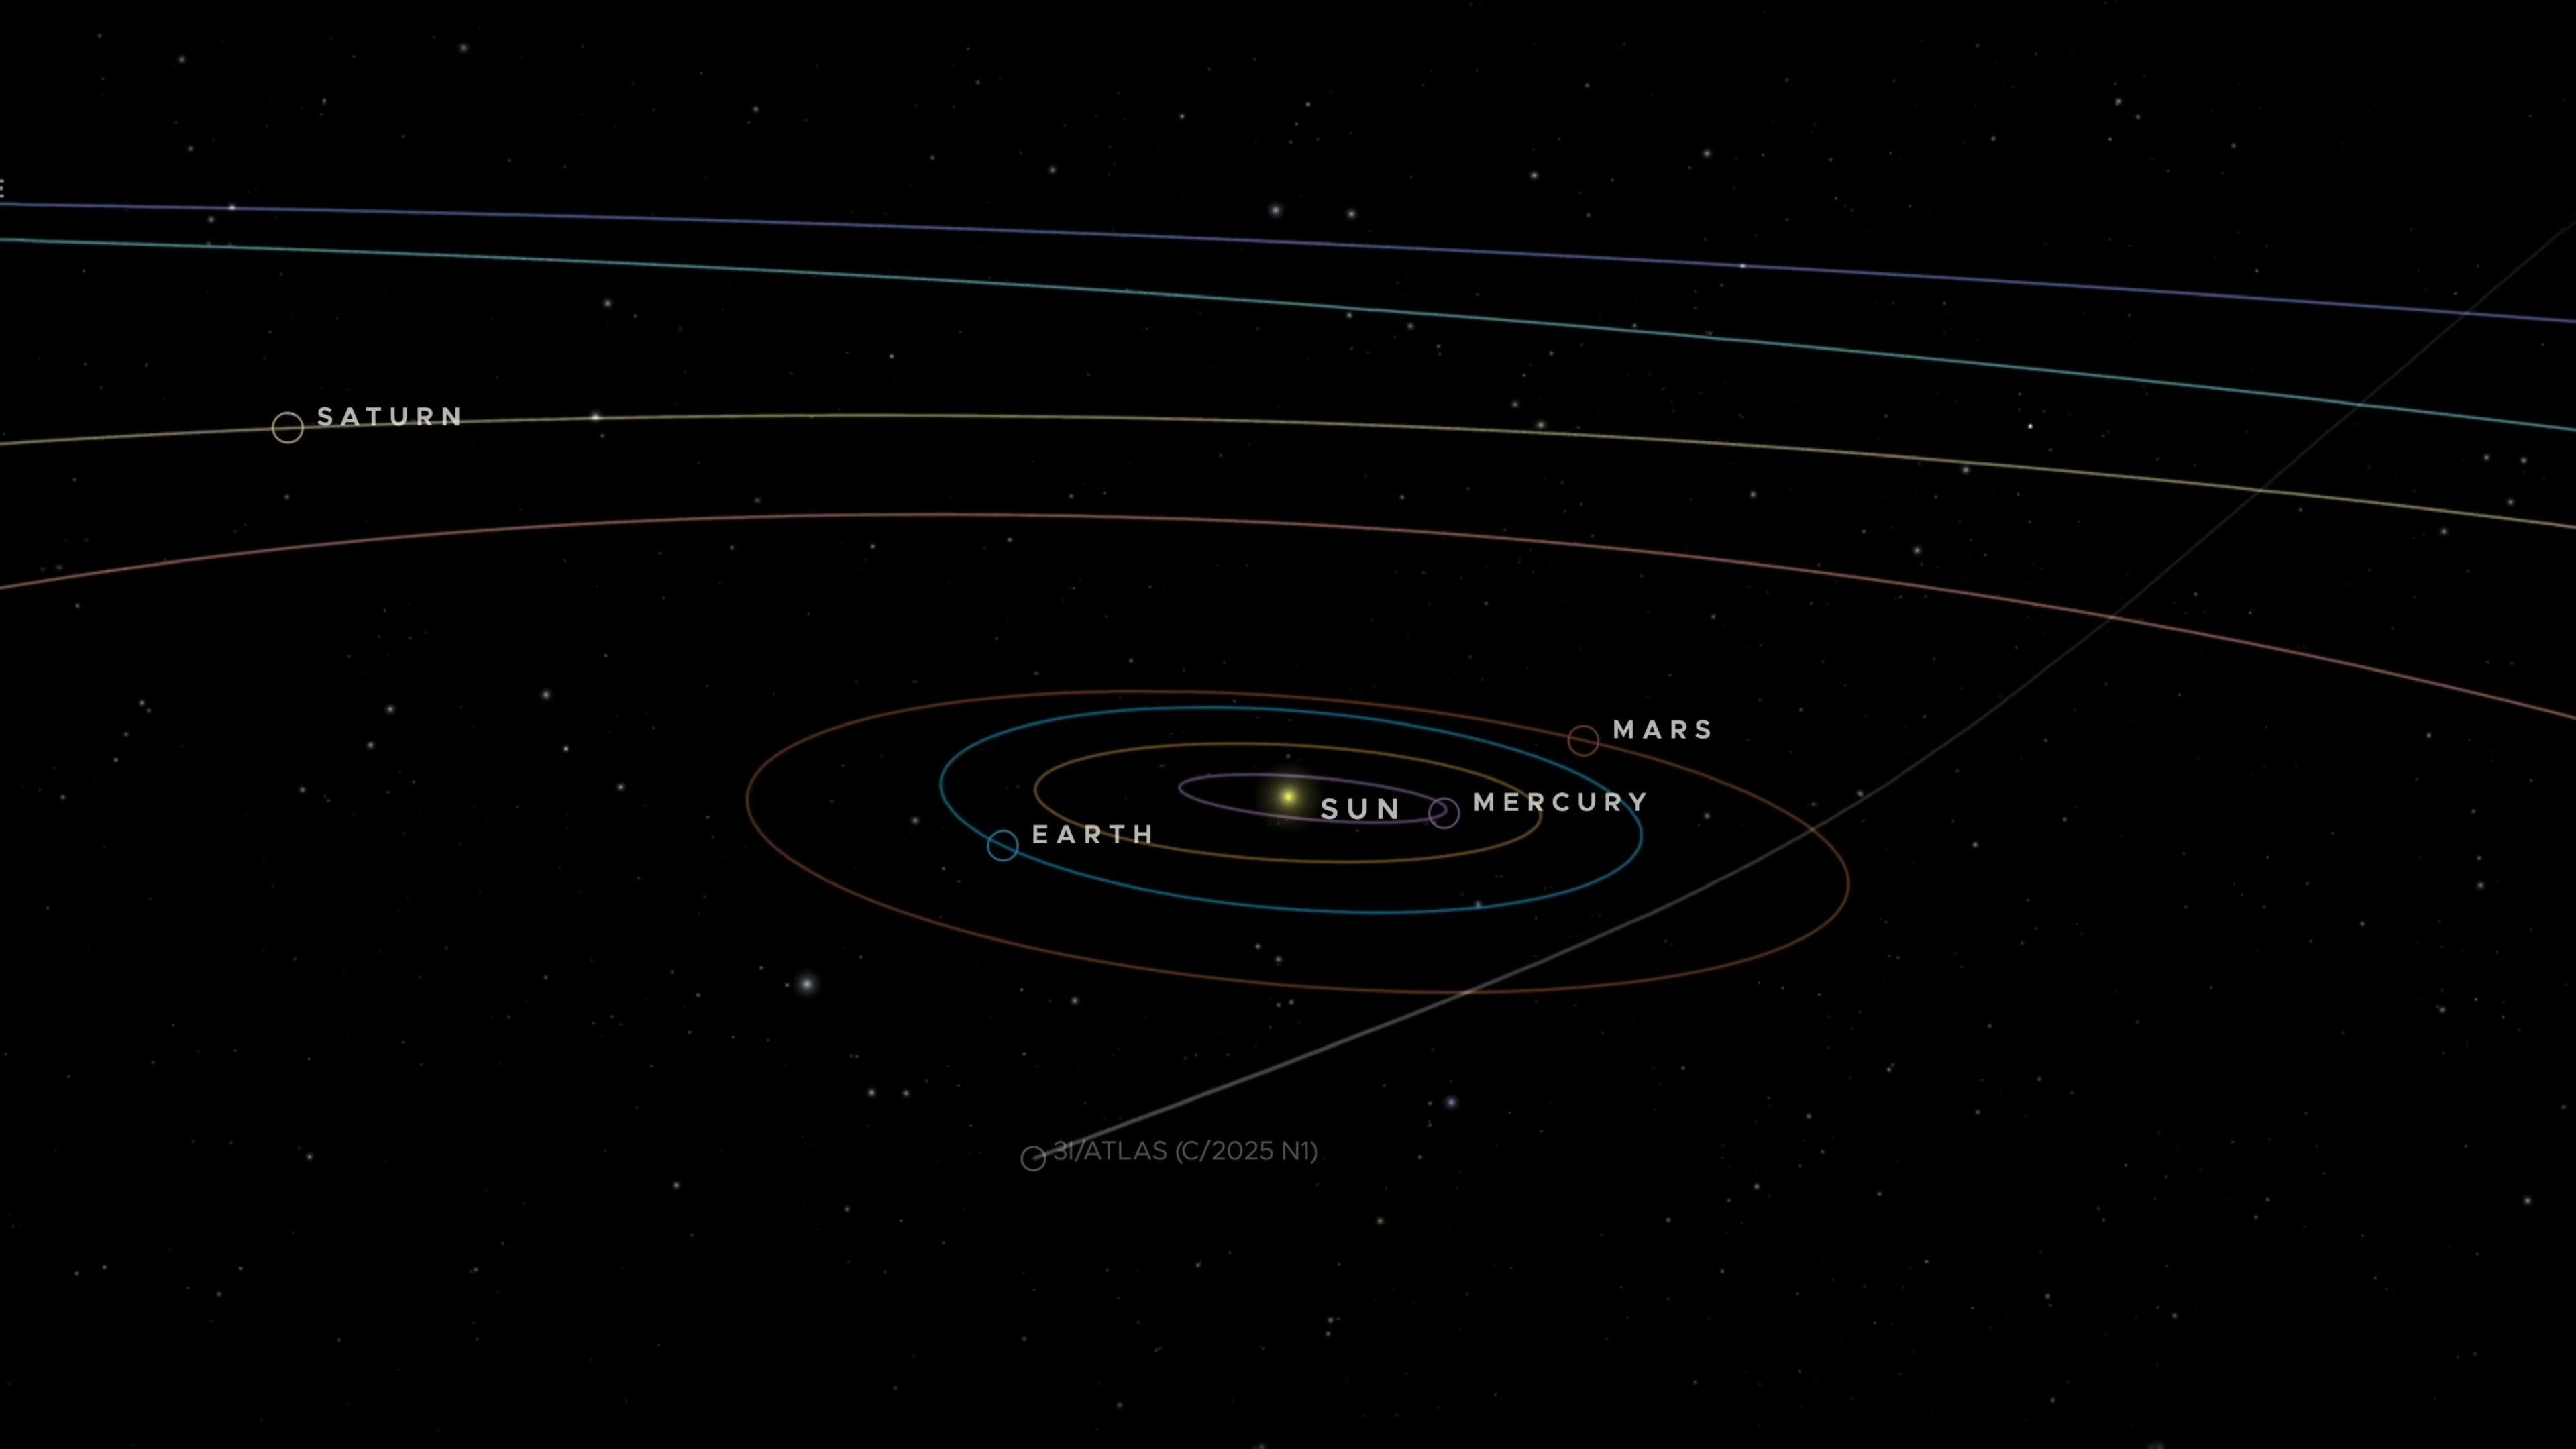 E
SATURN
MARS
MERCURY
SUN
EARTH
3I/ATLAS (C/2025 N1)